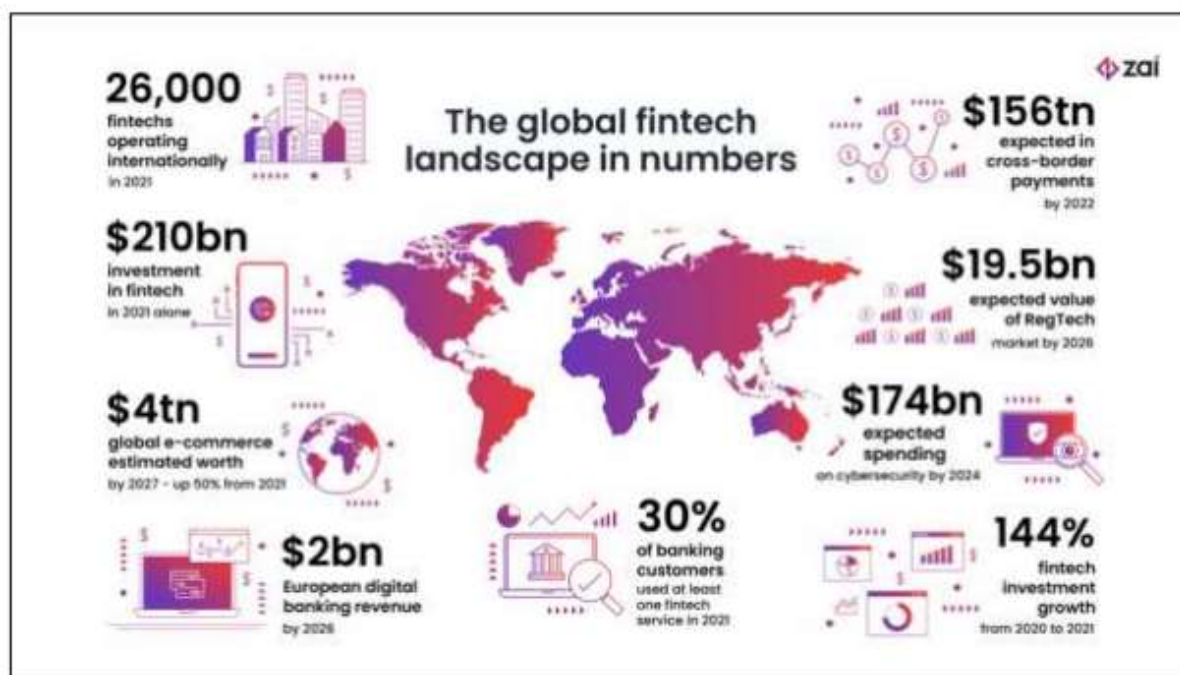 zai
The global fintech
landscape in numbers
26,000
fintechs
operating
internationally
in 2021
$210bn
investment
in fintech
in 2021 alone
$4tn
global e-commerce
estimated worth
by 2027 - up 50% from 2021
$2bn
European digital
banking revenue
by 2026
30%
of banking
customers
used at least
one fintech
service in 2021
$156tn
expected in
cross-border
payments
by 2022
$19.5bn
expected value
of RegTech
market by 2026
$174bn
expected
spending
on cybersecurity by 2024
144%
fintech
investment
growth
from 2020 to 2021